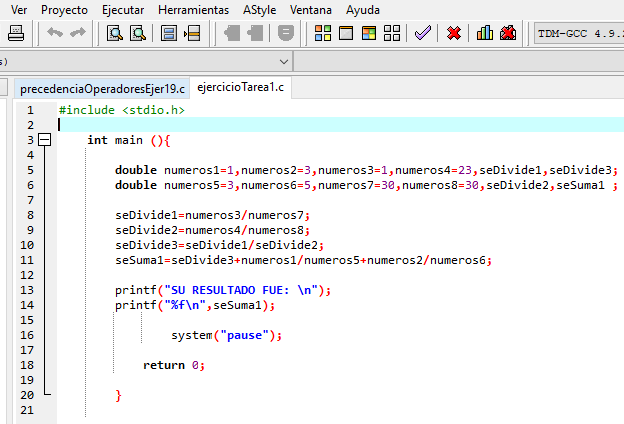 Ver Proyecto Ejecutar Herramientas AStyle Ventana Ayuda
TDM-GCC 4.9.2
s)
precedenciaOperadoresEjer19.c ejercicioTarea1.c
1 #include <stdio.h>
2
3 int main (){
4
5 double numeros1=1,numeros2=3,numeros3=1,numeros4=23,seDivide1,seDivide3;
6 double numeros5=3,numeros6=5,numeros7=30,numeros8=30,seDivide2,seSuma1 ;
7
8 seDivide1=numeros3/numeros7;
9 seDivide2=numeros4/numeros8;
10 seDivide3=seDivide1/seDivide2;
11 seSuma1=seDivide3+numeros1/numeros5+numeros2/numeros6;
12
13 printf("SU RESULTADO FUE: \n");
14 printf("%f\n",seSuma1);
15
16 system("pause");
17
18 return 0;
19
20 }
21